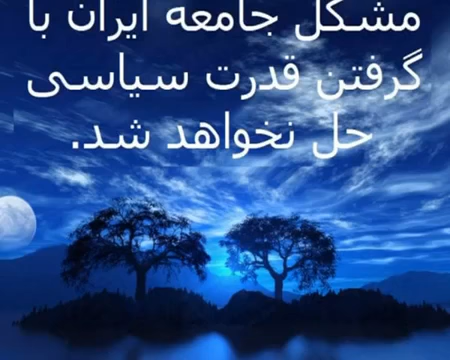 مشکل جامعه ایران با
گرفتن قدرت سیاسی
حل نخواهد شد.